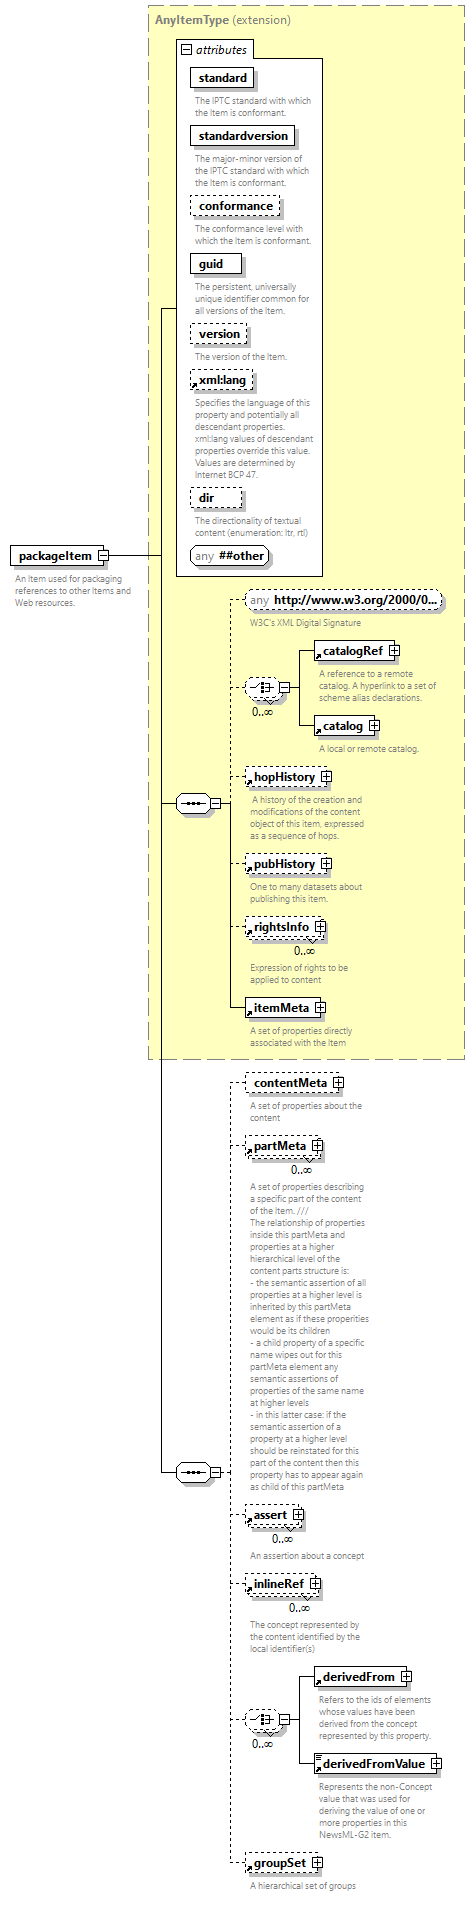 AnyItemType (extension)
attributes
standard
The IPTC standard with which
the Item is conformant.
standardversion
The major-minor version of
the IPTC standard with which
the Item is conformant.
conformance
The conformance level with
which the Item is conformant.
guid
The persistent, universally
unique identifier common for
all versions of the Item.
version
The version of the Item.
xml:lang
Specifies the language of this
property and potentially all
descendant properties.
xml:lang values of descendant
properties override this value.
Values are determined by
Internet BCP 47.
dir
The directionality of textual
content (enumeration: ltr, rtl)
any ##other
packageItem
An Item used for packaging
references to other Items and
Web resources.
any http://www.w3.org/2000/0...
W3C's XML Digital Signature
0..∞
catalogRef
A reference to a remote
catalog. A hyperlink to a set of
scheme alias declarations.
catalog
A local or remote catalog.
hopHistory
A history of the creation and
modifications of the content
object of this item, expressed
as a sequence of hops.
pubHistory
One to many datasets about
publishing this item.
rightsInfo
0..∞
Expression of rights to be
applied to content
itemMeta
A set of properties directly
associated with the Item
contentMeta
A set of properties about the
content
partMeta
0..∞
A set of properties describing
a specific part of the content
of the Item. ///
The relationship of properties
inside this partMeta and
properties at a higher
hierarchical level of the
content parts structure is:
- the semantic assertion of all
properties at a higher level is
inherited by this partMeta
element as if these properities
would be its children
- a child property of a specific
name wipes out for this
partMeta element any
semantic assertions of
properties of the same name
at higher levels
- in this latter case: if the
semantic assertion of a
property at a higher level
should be reinstated for this
part of the content then this
property has to appear again
as child of this partMeta
assert
0..∞
An assertion about a concept
inlineRef
0..∞
The concept represented by
the content identified by the
local identifier(s)
0..∞
derivedFrom
Refers to the ids of elements
whose values have been
derived from the concept
represented by this property.
derivedFromValue
Represents the non-Concept
value that was used for
deriving the value of one or
more properties in this
NewsML-G2 item.
groupSet
A hierarchical set of groups